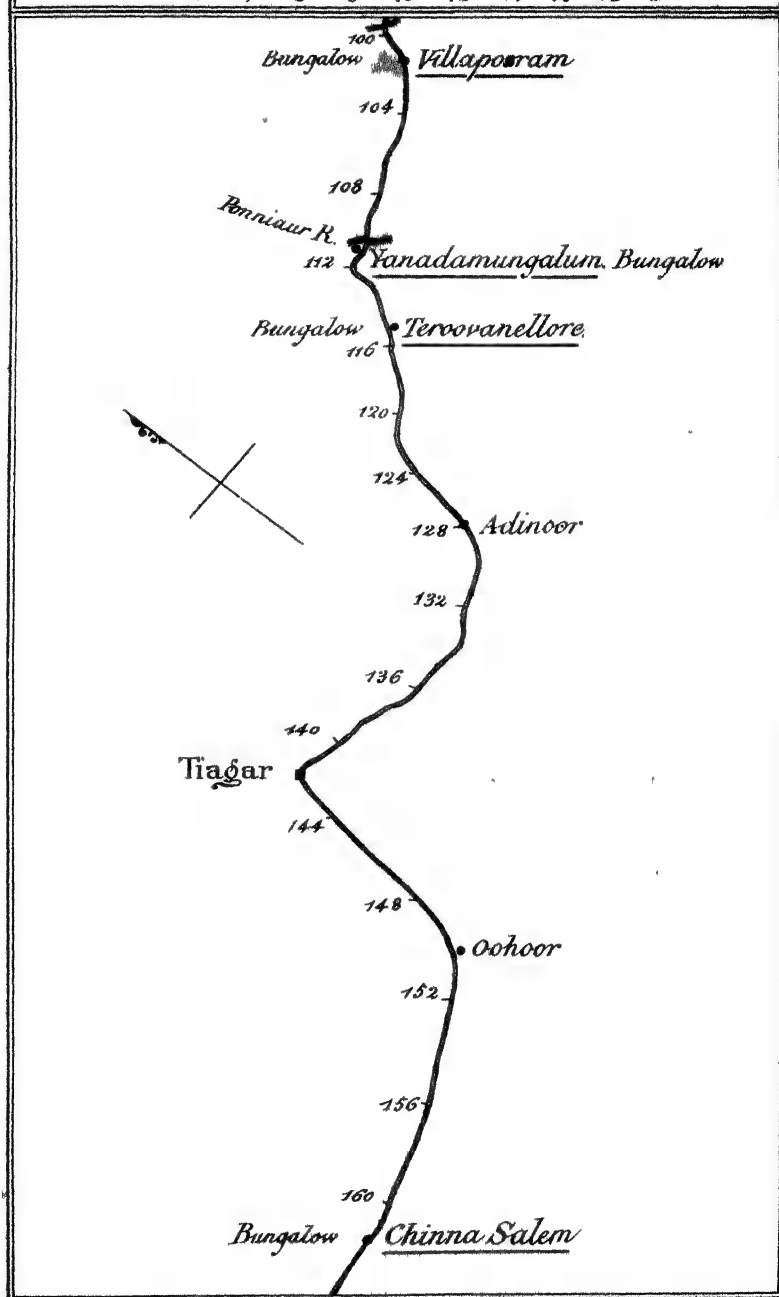 100
Bungalow Villapooram
104
108
Ponniaur R.
112 Yanadamungalum. Bungalow
Bungalow Teroovanellore.
116
120
124
128 Adinoor
132
136
140
Tiagar
144
148
Oohoor
152
156
160
Bungalow Chinna Salem